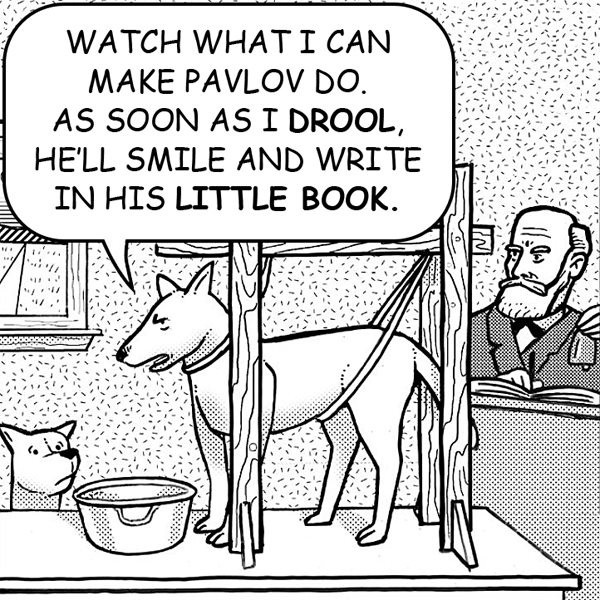 WATCH WHAT I CAN
MAKE PAVLOV DO.
AS SOON AS I DROOL,
HE'LL SMILE AND WRITE
IN HIS LITTLE BOOK.